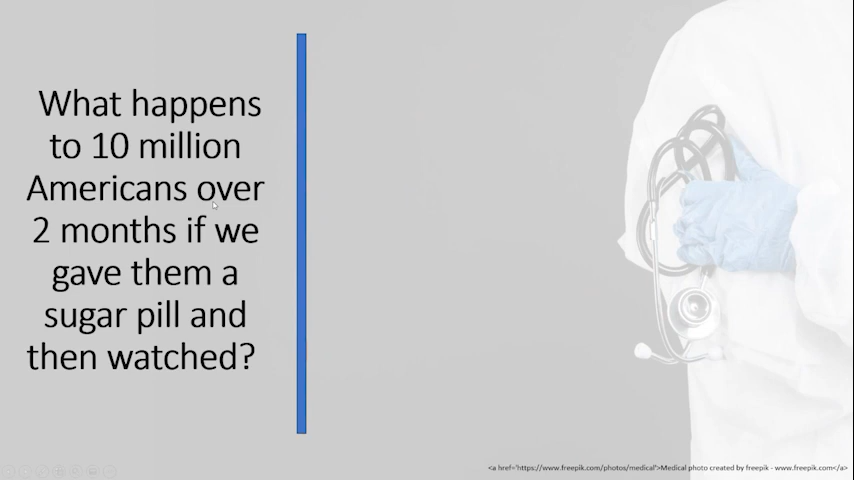 What happens
to 10 million
Americans over
2 months if we
gave them a
sugar pill and
then watched?
<a href='https://www.freepik.com/photos/medical'>Medical photo created by freepik - www.freepik.com</a>